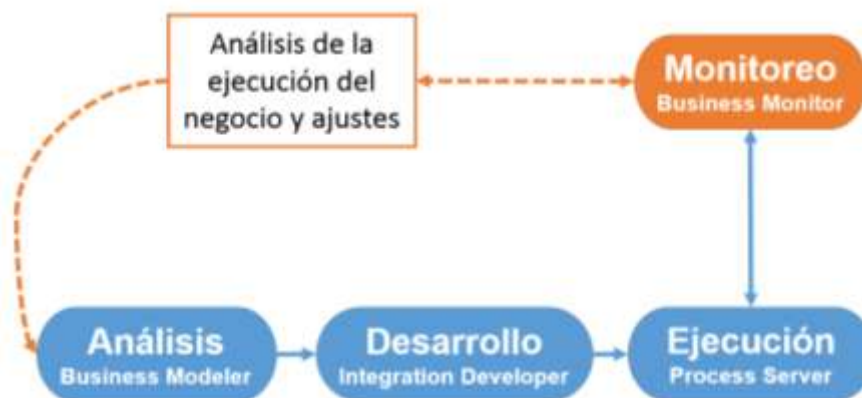 Análisis de la
ejecución del
negocio y ajustes
Monitoreo
Business Monitor
Análisis
Business Modeler
Desarrollo
Integration Developer
Ejecución
Process Server